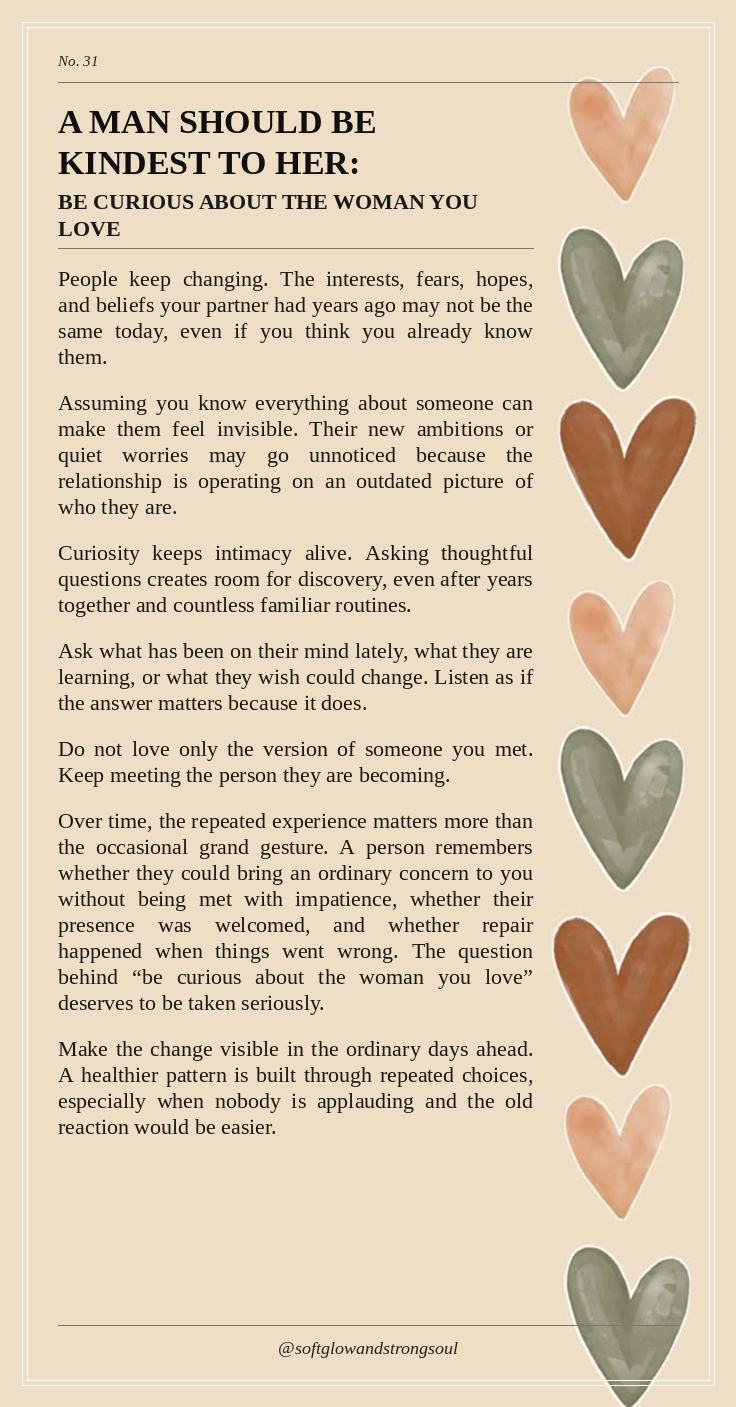 No. 31
A MAN SHOULD BE
KINDEST TO HER:
BE CURIOUS ABOUT THE WOMAN YOU
LOVE
People keep changing. The interests, fears, hopes,
and beliefs your partner had years ago may not be the
same today, even if you think you already know
them.
Assuming you know everything about someone can
make them feel invisible. Their new ambitions or
quiet worries may go unnoticed because the
relationship is operating on an outdated picture of
who they are.
Curiosity keeps intimacy alive. Asking thoughtful
questions creates room for discovery, even after years
together and countless familiar routines.
Ask what has been on their mind lately, what they are
learning, or what they wish could change. Listen as if
the answer matters because it does.
Do not love only the version of someone you met.
Keep meeting the person they are becoming.
Over time, the repeated experience matters more than
the occasional grand gesture. A person remembers
whether they could bring an ordinary concern to you
without being met with impatience, whether their
presence was welcomed, and whether repair
happened when things went wrong. The question
behind “be curious about the woman you love”
deserves to be taken seriously.
Make the change visible in the ordinary days ahead.
A healthier pattern is built through repeated choices,
especially when nobody is applauding and the old
reaction would be easier.
@softglowandstrongsoul